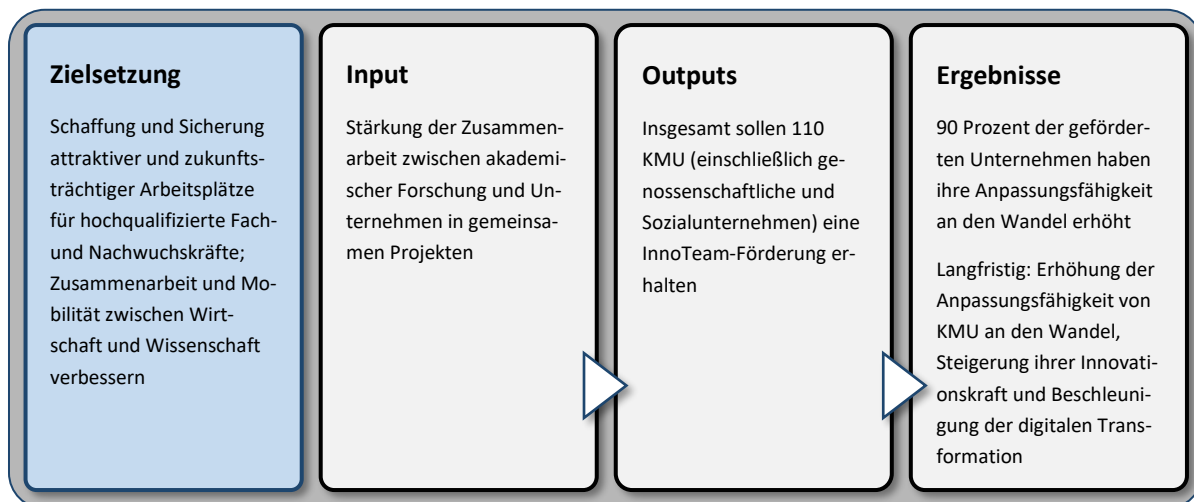 Zielsetzung
Schaffung und Sicherung
attraktiver und zukunfts-
trächtiger Arbeitsplätze
für hochqualifizierte Fach-
und Nachwuchskräfte;
Zusammenarbeit und Mo-
bilität zwischen Wirt-
schaft und Wissenschaft
verbessern
Input
Stärkung der Zusammen-
arbeit zwischen akademi-
scher Forschung und Un-
ternehmen in gemeinsa-
men Projekten
Outputs
Insgesamt sollen 110
KMU (einschließlich ge-
nossenschaftliche und
Sozialunternehmen) eine
InnoTeam-Förderung er-
halten
Ergebnisse
90 Prozent der geförder-
ten Unternehmen haben
ihre Anpassungsfähigkeit
an den Wandel erhöht
Langfristig: Erhöhung der
Anpassungsfähigkeit von
KMU an den Wandel,
Steigerung ihrer Innovati-
onskraft und Beschleuni-
gung der digitalen Trans-
formation